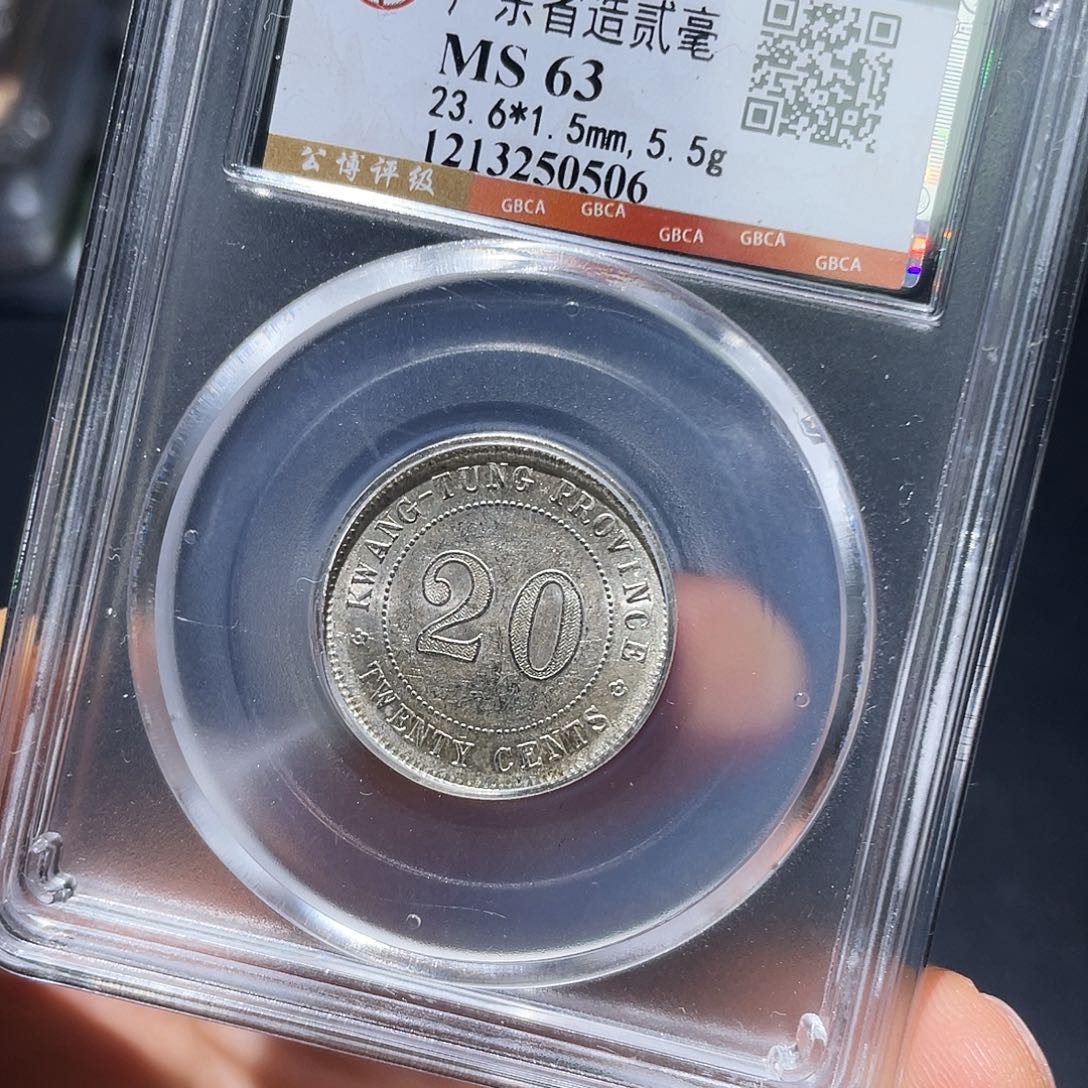 广东省造贰毫
MS 63
23.6*1.5mm,5.5g
1213250506
公博评级
GBCA GBCA GBCA GBCA GBCA
KWANG-TUNG PROVINCE
20
TWENTY CENTS